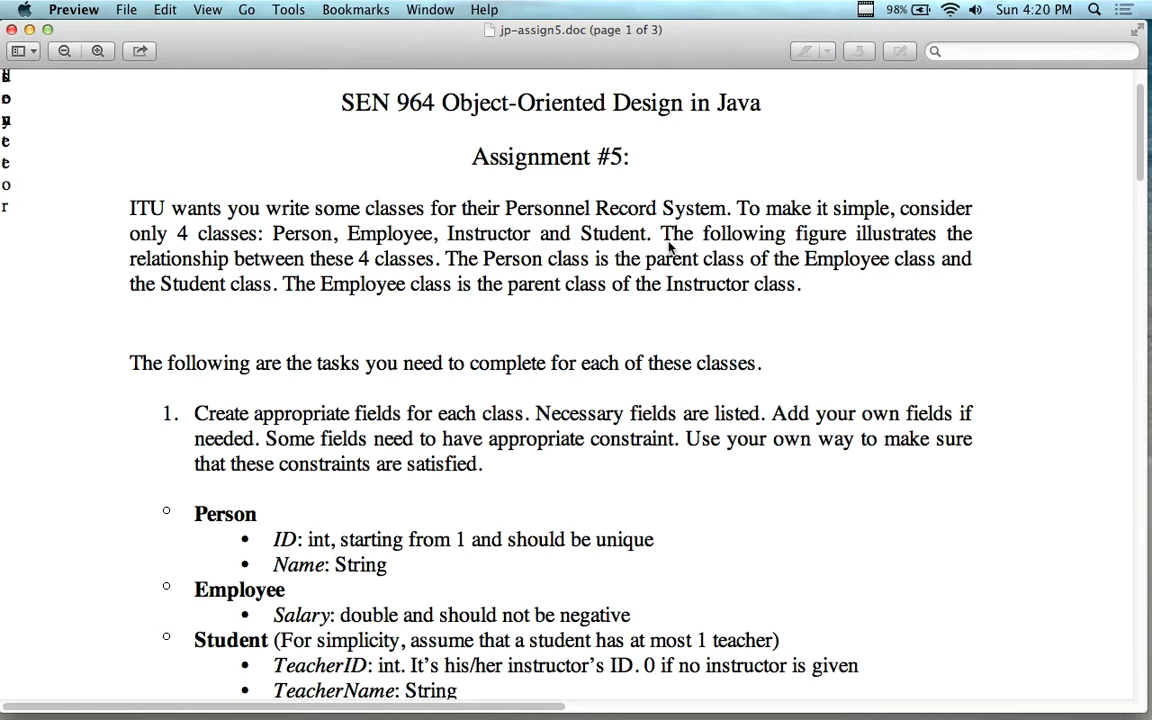 Preview File Edit View Go Tools Bookmarks Window Help 98% Sun 4:20 PM
jp-assign5.doc (page 1 of 3)
SEN 964 Object-Oriented Design in Java
Assignment #5:
ITU wants you write some classes for their Personnel Record System. To make it simple, consider
only 4 classes: Person, Employee, Instructor and Student. The following figure illustrates the
relationship between these 4 classes. The Person class is the parent class of the Employee class and
the Student class. The Employee class is the parent class of the Instructor class.
The following are the tasks you need to complete for each of these classes.
1. Create appropriate fields for each class. Necessary fields are listed. Add your own fields if
needed. Some fields need to have appropriate constraint. Use your own way to make sure
that these constraints are satisfied.
Person
• ID: int, starting from 1 and should be unique
• Name: String
Employee
• Salary: double and should not be negative
Student (For simplicity, assume that a student has at most 1 teacher)
• TeacherID: int. It's his/her instructor's ID. 0 if no instructor is given
• TeacherName: String